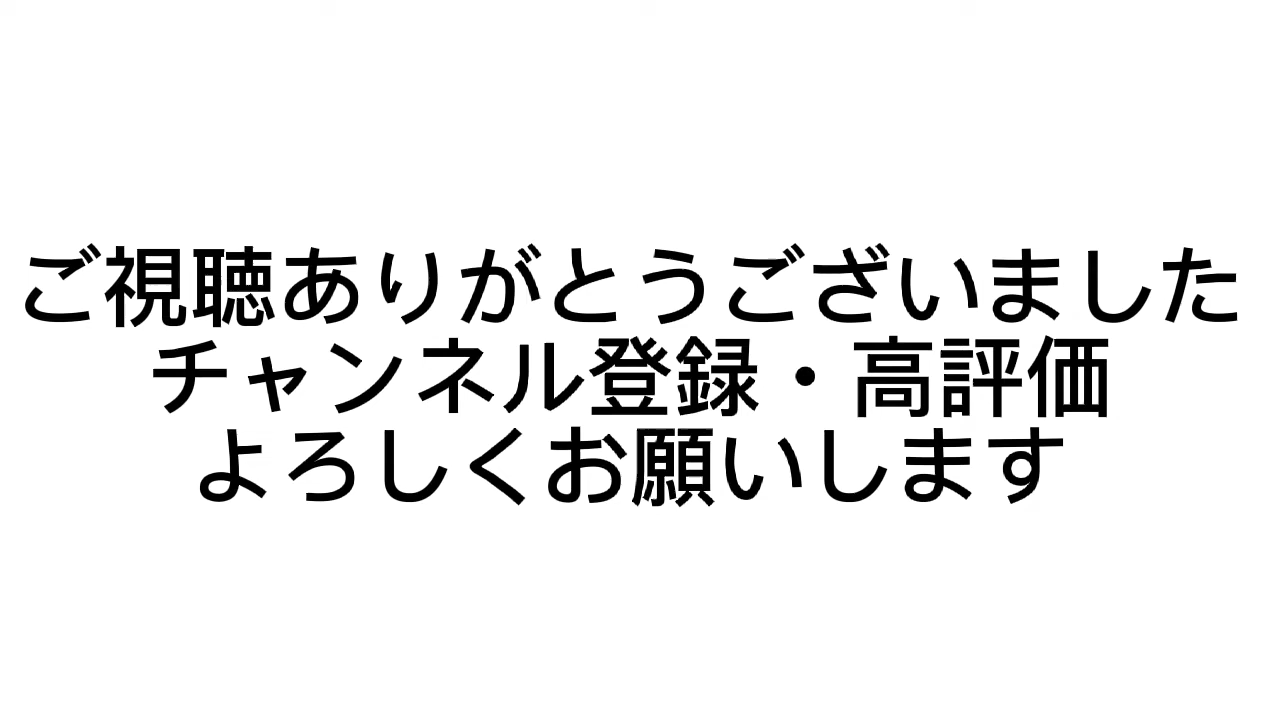 ご視聴ありがとうございました
チャンネル登録・高評価
よろしくお願いします